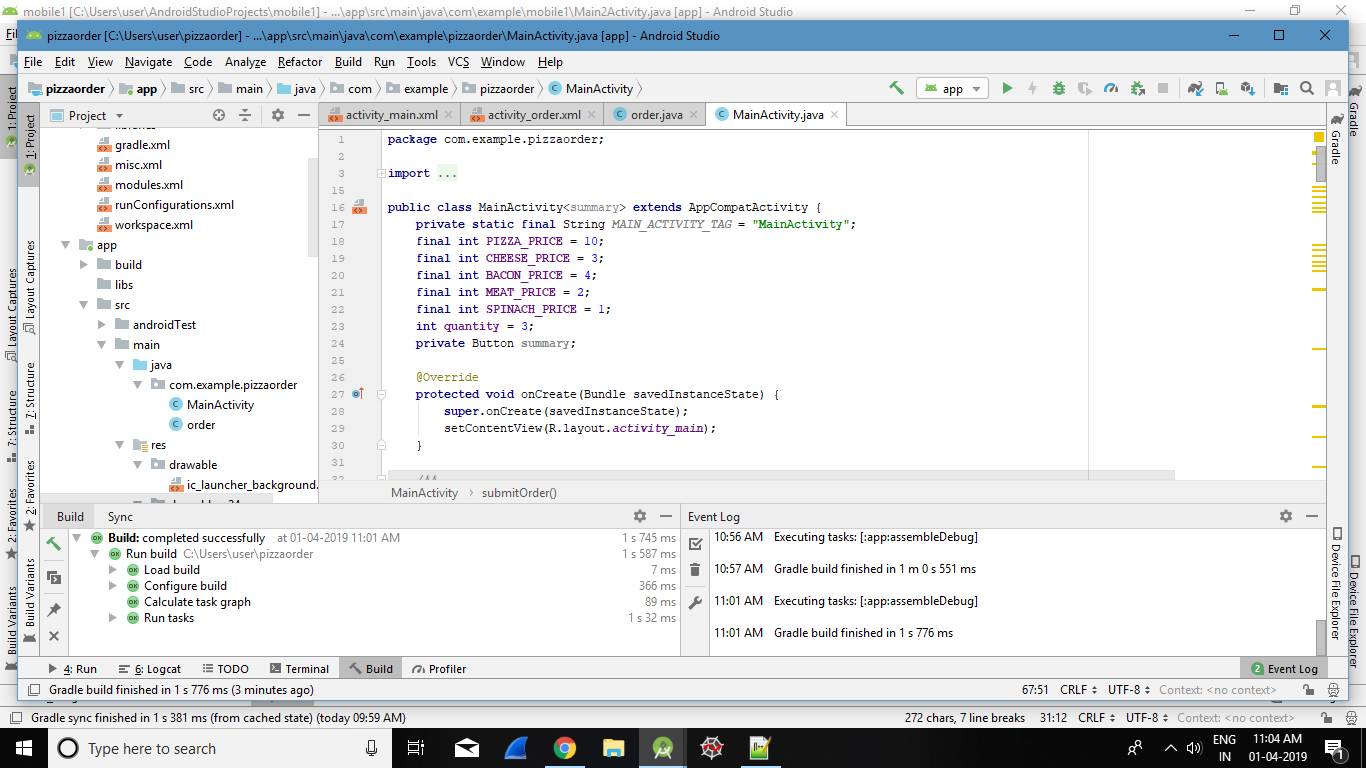 mobile1 [C:\Users\user\AndroidStudioProjects\mobile1] - ...\app\src\main\java\com\example\mobile1\Main2Activity.java [app] - Android Studio
pizzaorder [C:\Users\user\pizzaorder] - ...\app\src\main\java\com\example\pizzaorder\MainActivity.java [app] - Android Studio
File Edit View Navigate Code Analyze Refactor Build Run Tools VCS Window Help
pizzaorder app src main java com example pizzaorder MainActivity app
Project
activity_main.xml activity_order.xml order.java MainActivity.java
gradle.xml
misc.xml
modules.xml
runConfigurations.xml
workspace.xml
app
build
libs
src
androidTest
main
java
com.example.pizzaorder
MainActivity
order
res
drawable
ic_launcher_background.
1 package com.example.pizzaorder;
2
3 import ...
15
16 public class MainActivity<summary> extends AppCompatActivity {
17 private static final String MAIN_ACTIVITY_TAG = "MainActivity";
18 final int PIZZA_PRICE = 10;
19 final int CHEESE_PRICE = 3;
20 final int BACON_PRICE = 4;
21 final int MEAT_PRICE = 2;
22 final int SPINACH_PRICE = 1;
23 int quantity = 3;
24 private Button summary;
25
26 @Override
27 protected void onCreate(Bundle savedInstanceState) {
28 super.onCreate(savedInstanceState);
29 setContentView(R.layout.activity_main);
30 }
31
32 /**
MainActivity submitOrder()
1: Project
Layout Captures
7: Structure
2: Favorites
Build Variants
1: Project
Layout Captures
7: Structure
2: Favorites
Build Variants
Gradle
Device File Explorer
Gradle
Device File Explorer
Build Sync
Build: completed successfully at 01-04-2019 11:01 AM 1 s 745 ms
Run build C:\Users\user\pizzaorder 1 s 587 ms
Load build 7 ms
Configure build 366 ms
Calculate task graph 89 ms
Run tasks 1 s 32 ms
Event Log
10:56 AM Executing tasks: [:app:assembleDebug]
10:57 AM Gradle build finished in 1 m 0 s 551 ms
11:01 AM Executing tasks: [:app:assembleDebug]
11:01 AM Gradle build finished in 1 s 776 ms
4: Run 6: Logcat TODO Terminal Build Profiler 2 Event Log
Gradle build finished in 1 s 776 ms (3 minutes ago) 67:51 CRLF UTF-8 Context: <no context>
Gradle sync finished in 1 s 381 ms (from cached state) (today 09:59 AM) 272 chars, 7 line breaks 31:12 CRLF UTF-8 Context: <no context>
Type here to search
ENG
IN
11:04 AM
01-04-2019
1